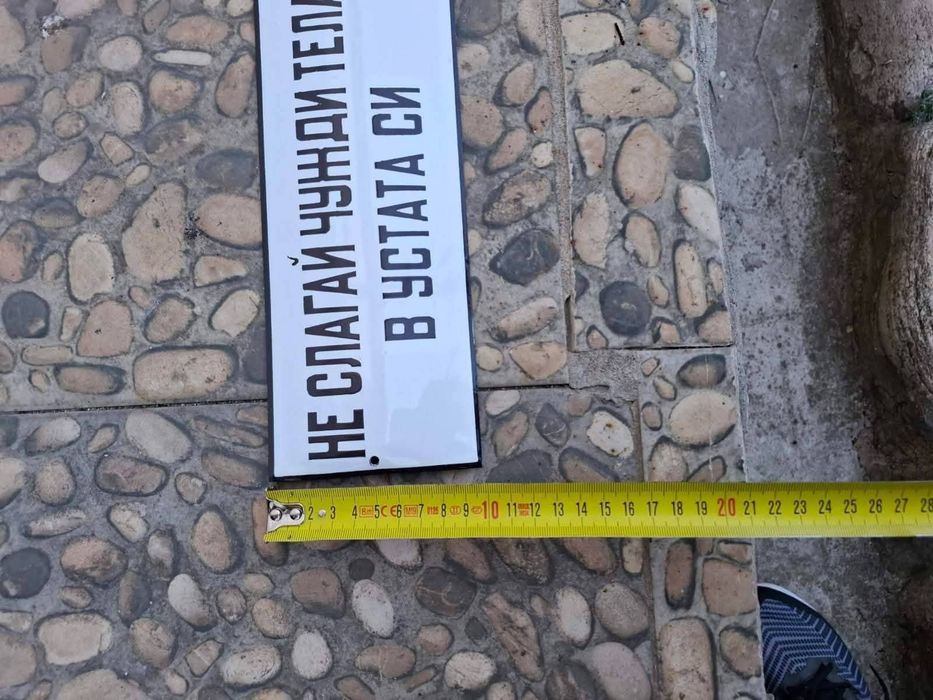 НЕ СЛАГАЙ ЧУЖДИ ТЕЛА
В УСТАТА СИ
2 3 4 5 6 7 8 9 10 11 12 13 14 15 16 17 18 19 20 21 22 23 24 25 26 27 28